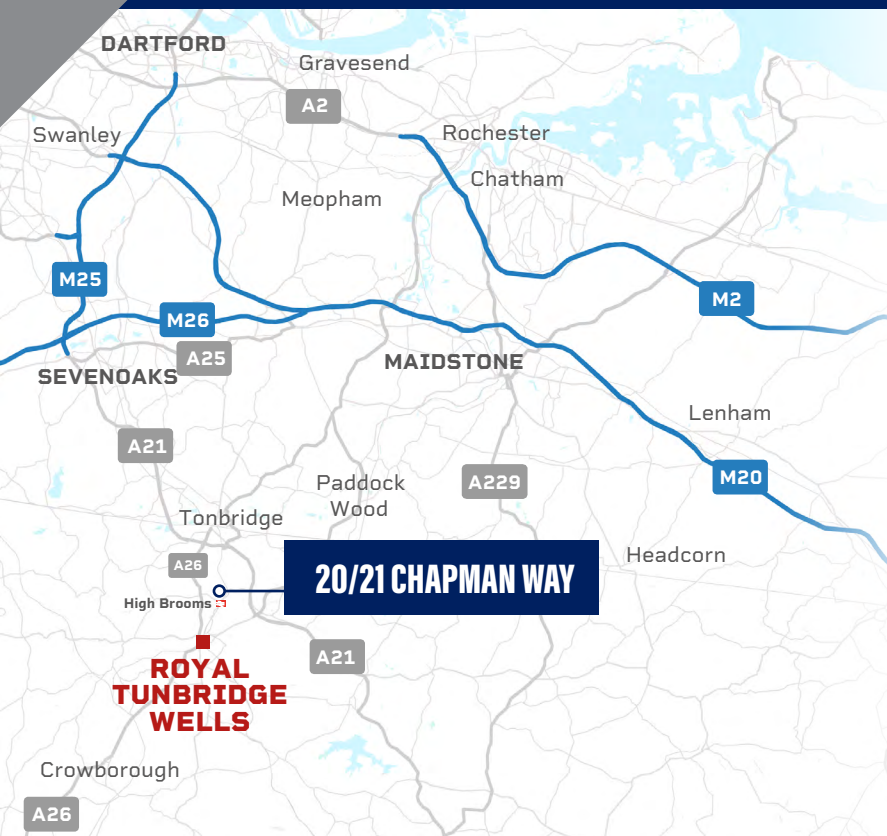 DARTFORD
Gravesend
A2
Swanley
Rochester
Chatham
Meopham
M25
M2
M26
A25
MAIDSTONE
SEVENOAKS
Lenham
A21
M20
Paddock
Wood
A229
Tonbridge
Headcorn
A26
20/21 CHAPMAN WAY
High Brooms
A21
ROYAL
TUNBRIDGE
WELLS
Crowborough
A26